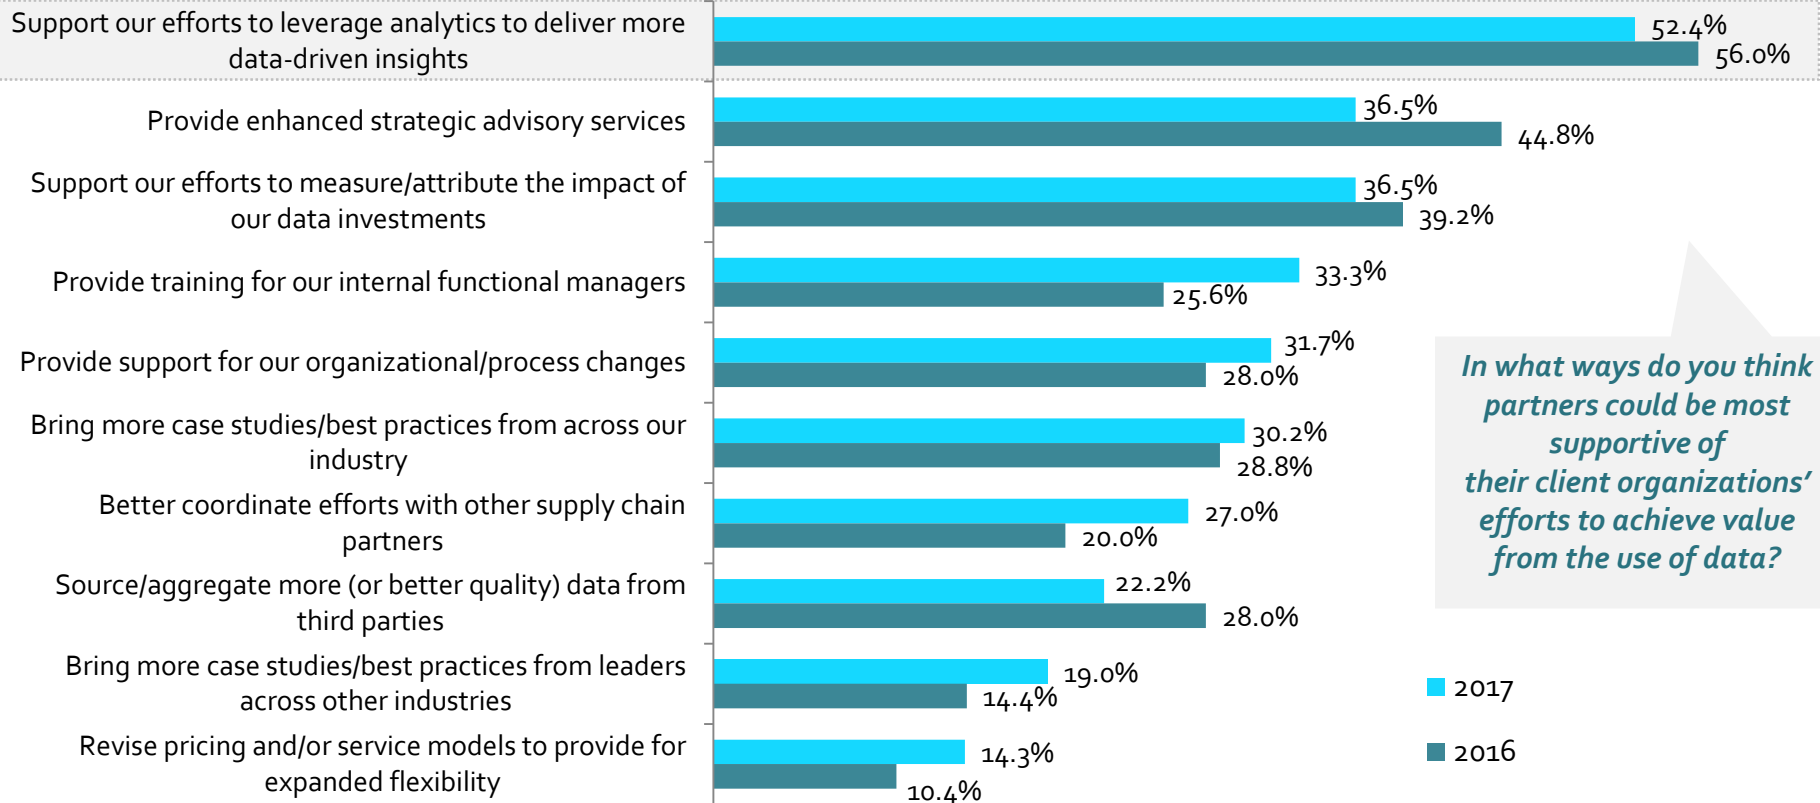 Support our efforts to leverage analytics to deliver more
data-driven insights
52.4%
56.0%
Provide enhanced strategic advisory services
36.5%
44.8%
Support our efforts to measure/attribute the impact of
our data investments
36.5%
39.2%
Provide training for our internal functional managers
33.3%
25.6%
Provide support for our organizational/process changes
31.7%
28.0%
Bring more case studies/best practices from across our
industry
30.2%
28.8%
Better coordinate efforts with other supply chain
partners
27.0%
20.0%
Source/aggregate more (or better quality) data from
third parties
22.2%
28.0%
Bring more case studies/best practices from leaders
across other industries
19.0%
14.4%
Revise pricing and/or service models to provide for
expanded flexibility
14.3%
10.4%
In what ways do you think
partners could be most
supportive of
their client organizations’
efforts to achieve value
from the use of data?
2017
2016